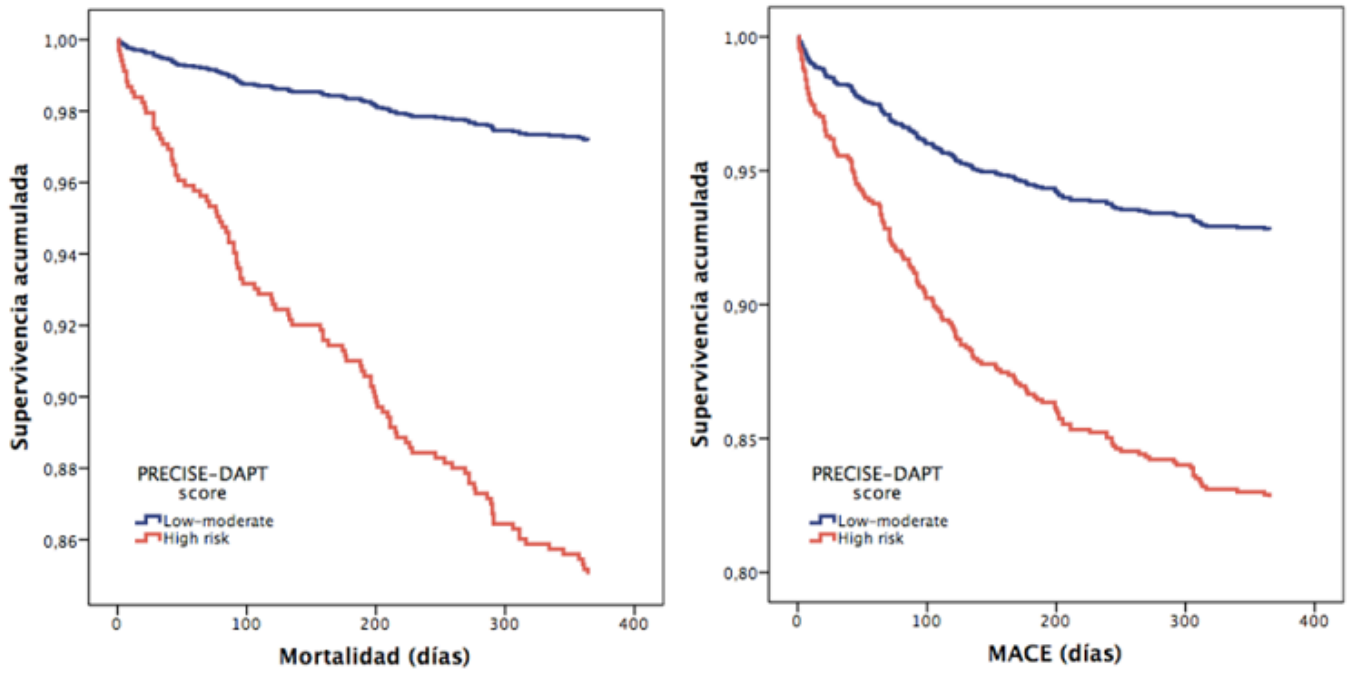 1,00
0,98
0,96
0,94
0,92
0,90
0,88
0,86
Supervivencia acumulada
PRECISE-DAPT
score
Low-moderate
High risk
0 100 200 300 400
Mortalidad (días)
1,00
0,95
0,90
0,85
0,80
Supervivencia acumulada
PRECISE-DAPT
score
Low-moderate
High risk
0 100 200 300 400
MACE (días)